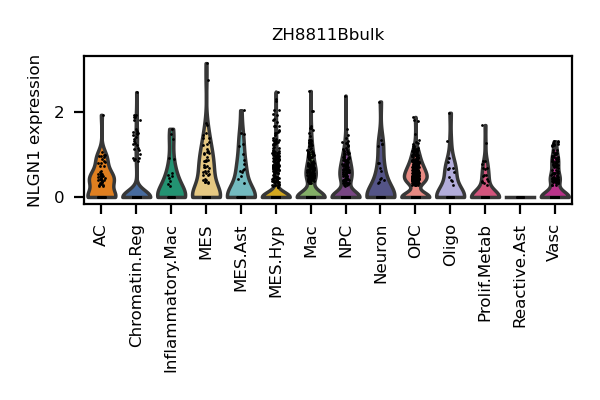 ZH8811Bbulk
NLGN1 expression
2
0
AC
Chromatin.Reg
Inflammatory.Mac
MES
MES.Ast
MES.Hyp
Mac
NPC
Neuron
OPC
Oligo
Prolif.Metab
Reactive.Ast
Vasc